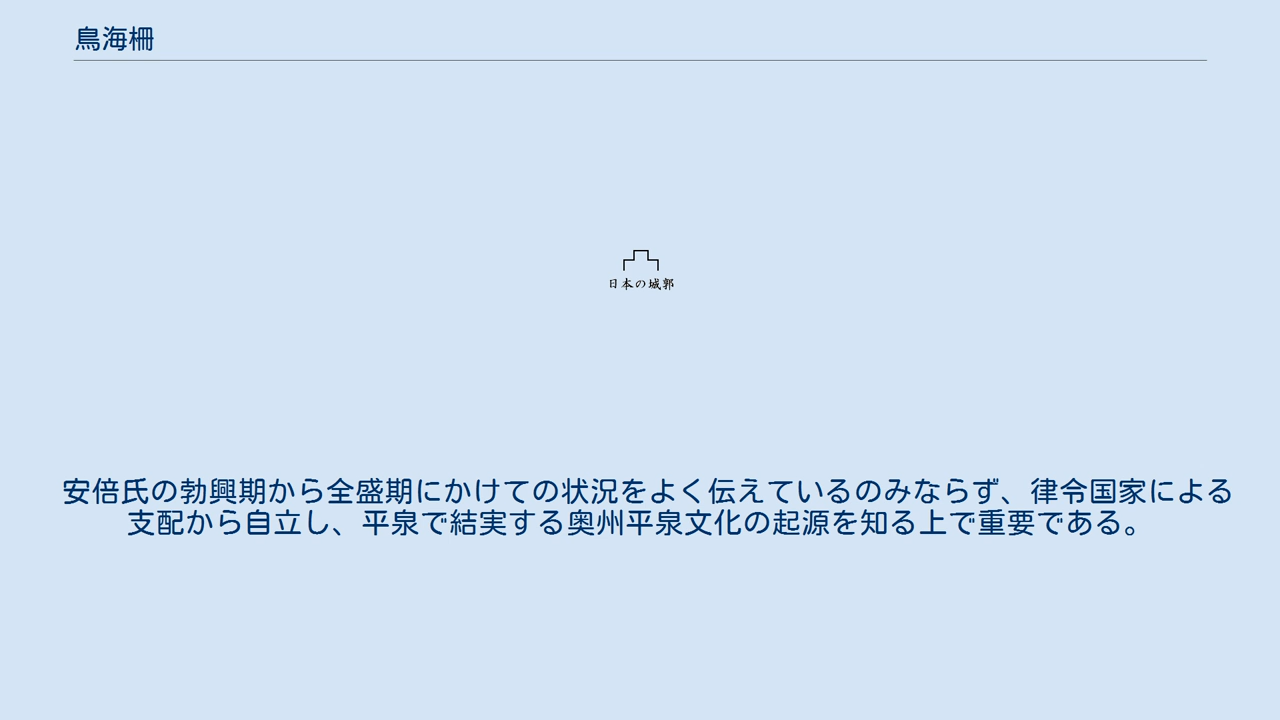 鳥海柵
日本の城郭
安倍氏の勃興期から全盛期にかけての状況をよく伝えているのみならず、律令国家による
支配から自立し、平泉で結実する奥州平泉文化の起源を知る上で重要である。